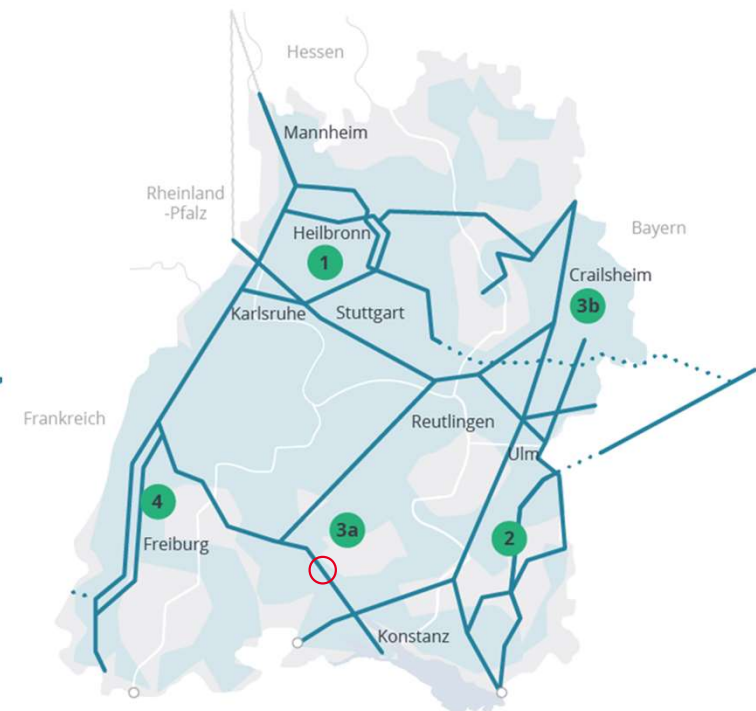 Hessen
Mannheim
Rheinland
-Pfalz
Bayern
Heilbronn
1
Crailsheim
3b
Karlsruhe
Stuttgart
Frankreich
Reutlingen
Ulm
4
3a
2
Freiburg
Konstanz